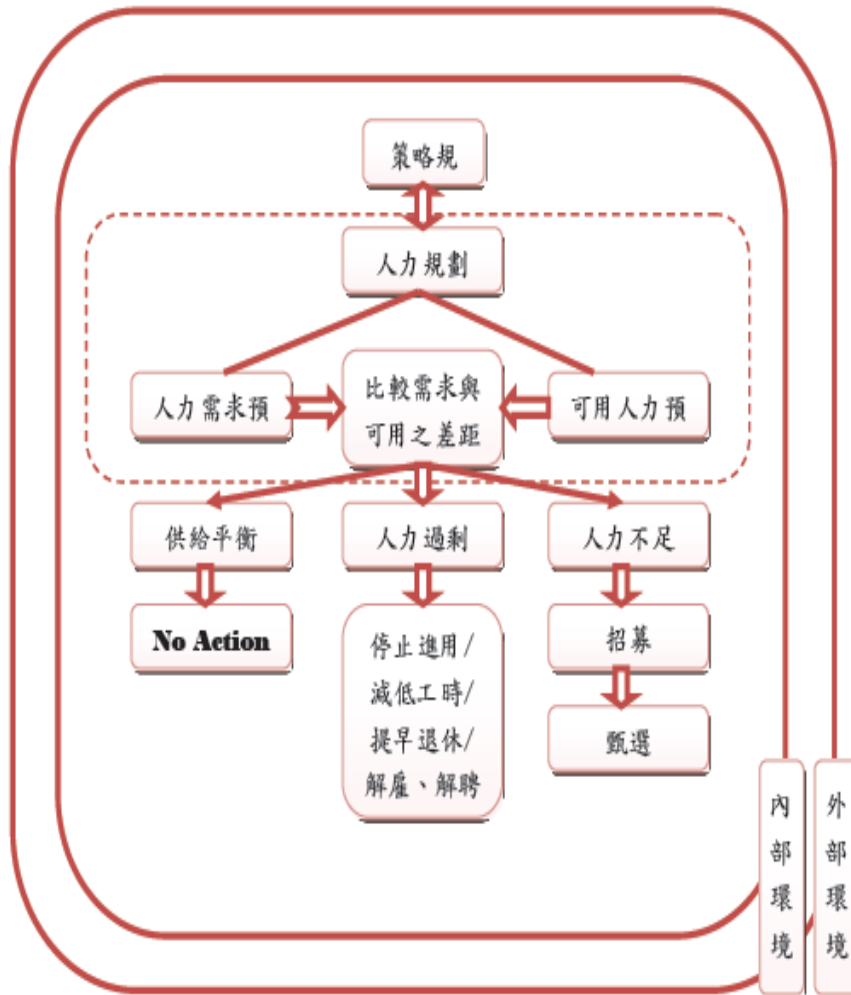 策略規
人力規劃
人力需求預
比較需求與
可用之差距
可用人力預
供給平衡
人力過剩
人力不足
No Action
停止進用/
減低工時/
提早退休/
解雇、解聘
招募
甄選
內部環境
外部環境